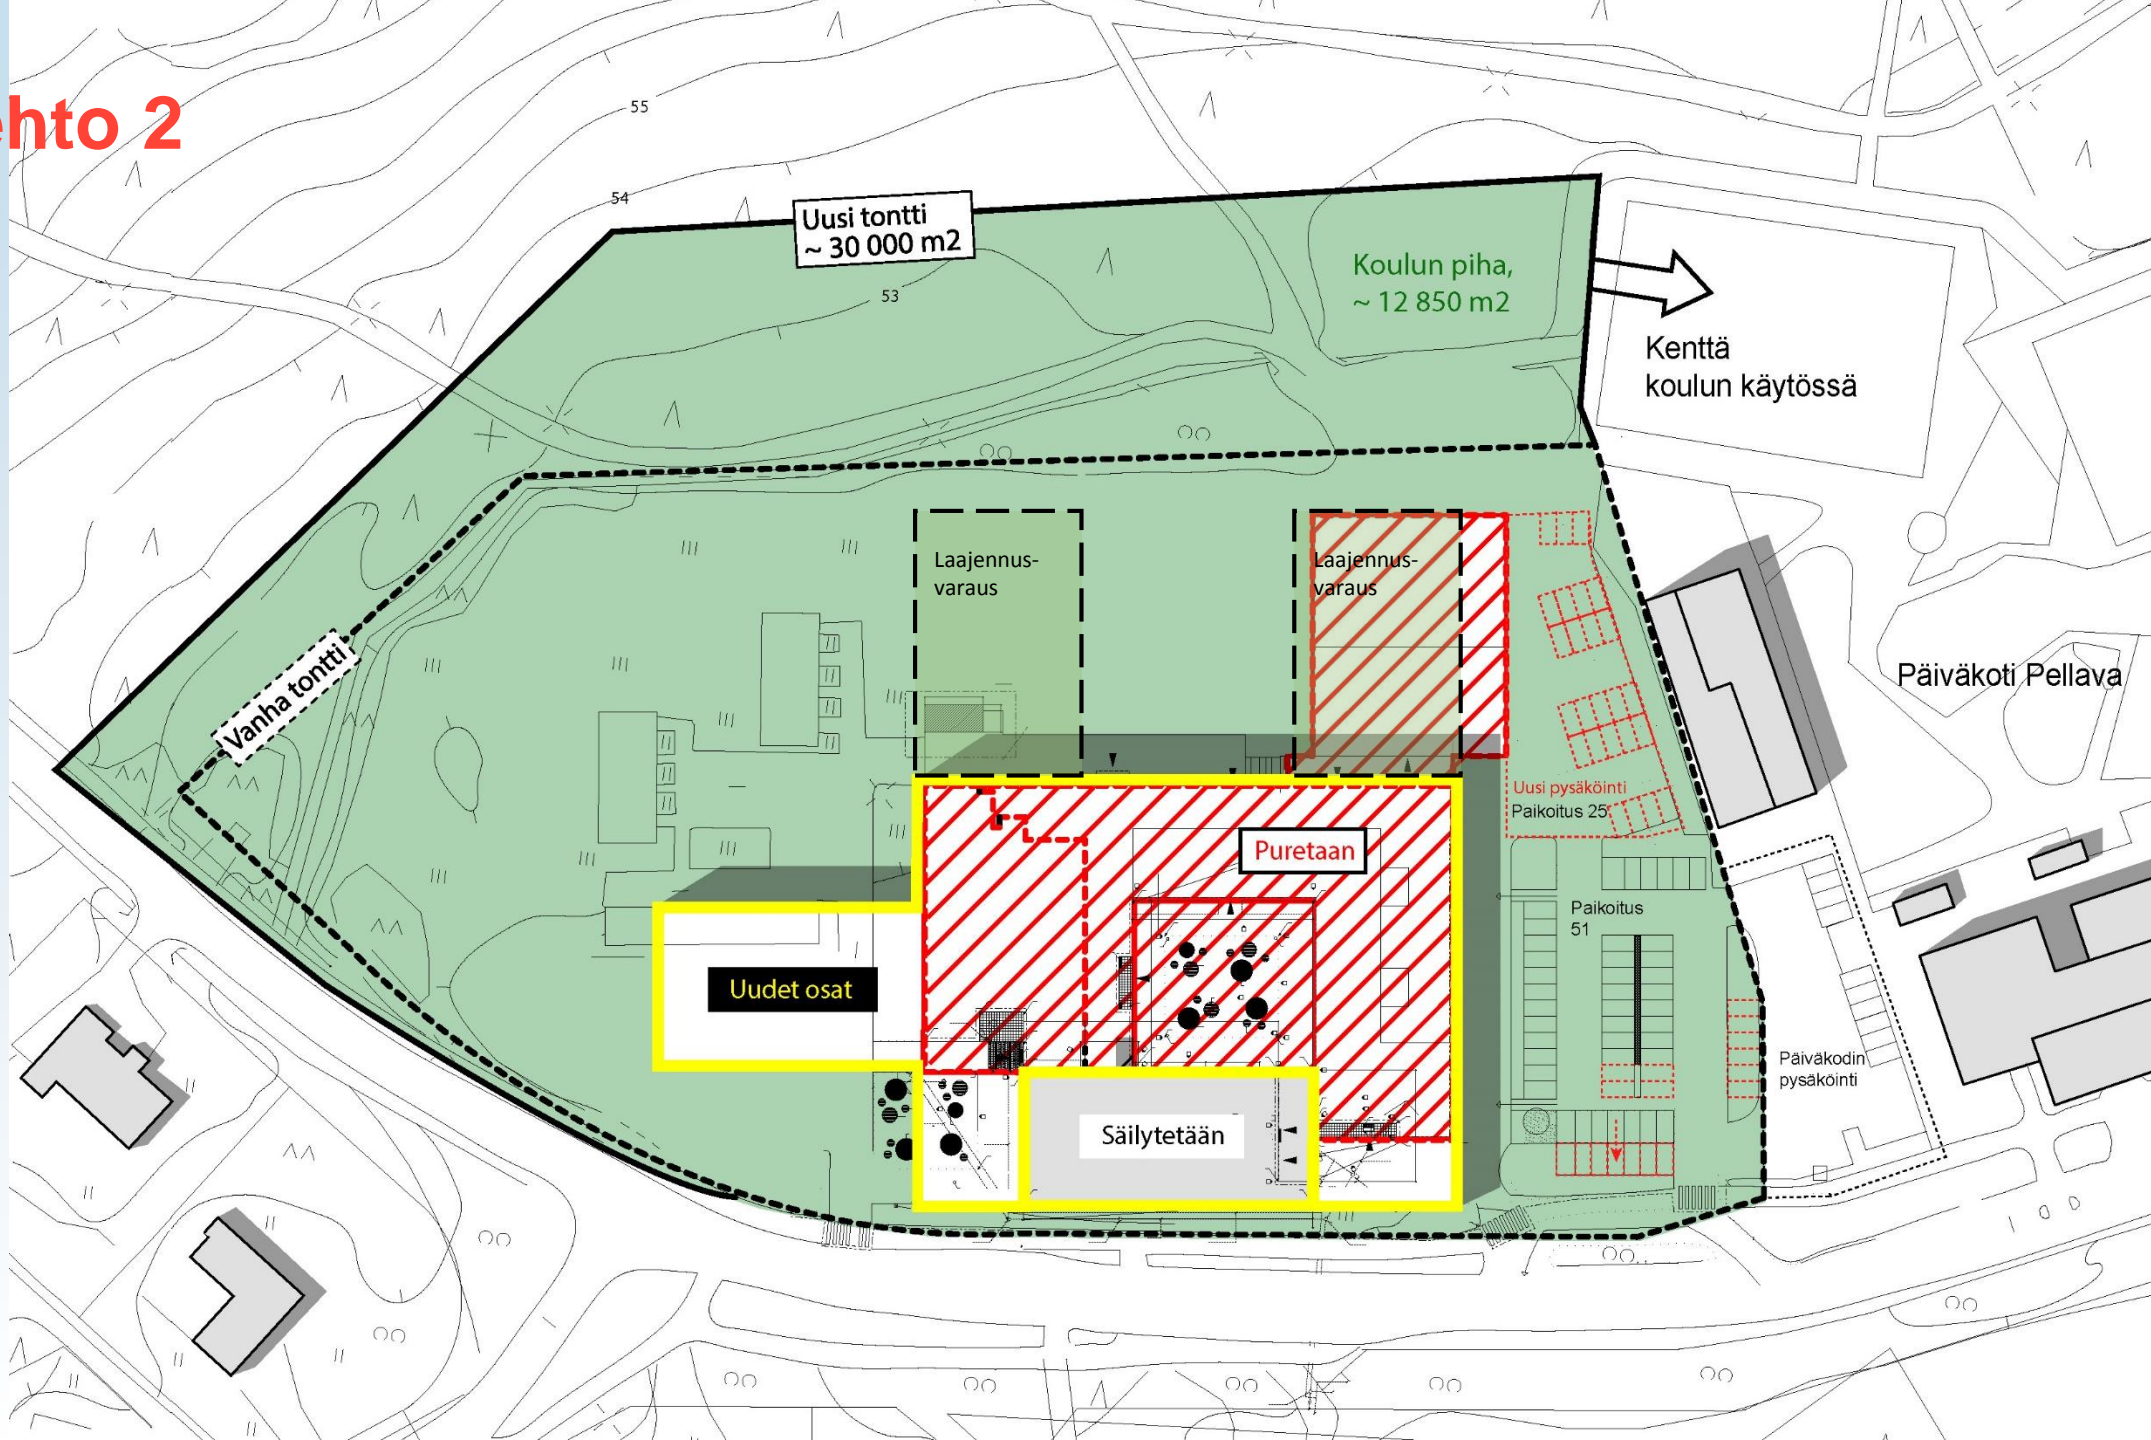 ehto 2
55
54
Uusi tontti
~ 30 000 m2
53
Koulun piha,
~ 12 850 m2
Kenttä
koulun käytössä
Laajennus-
varaus
Laajennus-
varaus
Vanha tontti
Päiväkoti Pellava
Uusi pysäköinti
Paikoitus 25
Puretaan
Paikoitus
51
Uudet osat
Päiväkodin
pysäköinti
Säilytetään